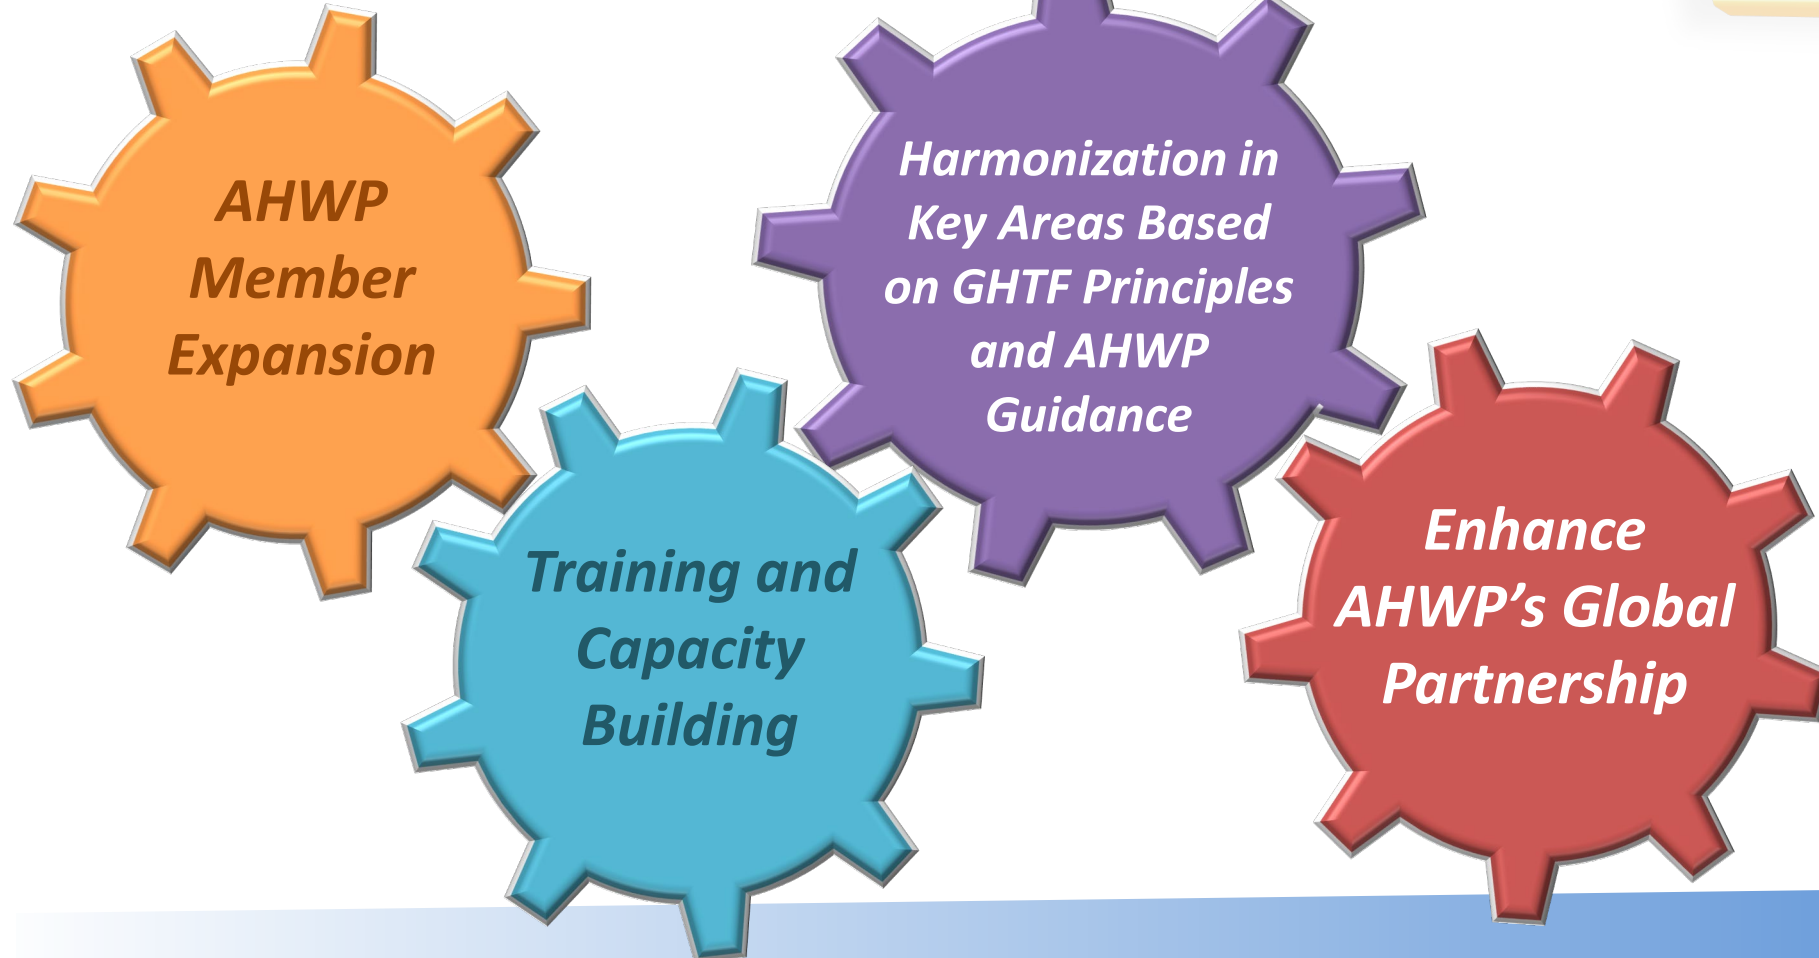 AHWP
Member
Expansion
Harmonization in
Key Areas Based
on GHTF Principles
and AHWP
Guidance
Training and
Capacity
Building
Enhance
AHWP’s Global
Partnership